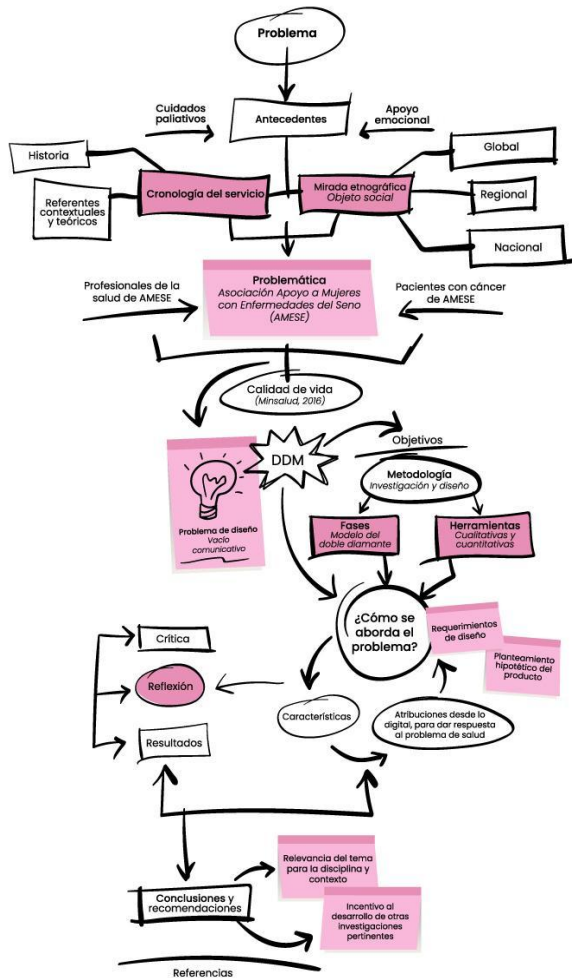 Problema
Cuidados
paliativos
Antecedentes
Apoyo
emocional
Historia
Global
Cronología del servicio
Mirada etnográfica
Objeto social
Referentes
contextuales
y teóricos
Regional
Nacional
Problemática
Asociación Apoyo a Mujeres
con Enfermedades del Seno
(AMESE)
Profesionales de la
salud de AMESE
Pacientes con cáncer
de AMESE
Calidad de vida
(Minsalud, 2016)
DDM
Objetivos
Metodología
Investigación y diseño
Problema de diseño
Vacío
comunicativo
Fases
Modelo del
doble diamante
Herramientas
Cualitativas y
cuantitativas
¿Cómo se
aborda el
problema?
Requerimientos
de diseño
Planteamiento
hipotético del
producto
Crítica
Reflexión
Resultados
Características
Atribuciones desde lo
digital, para dar respuesta
al problema de salud
Relevancia del tema
para la disciplina y
contexto
Conclusiones y
recomendaciones
Incentivo al
desarrollo de otras
investigaciones
pertinentes
Referencias